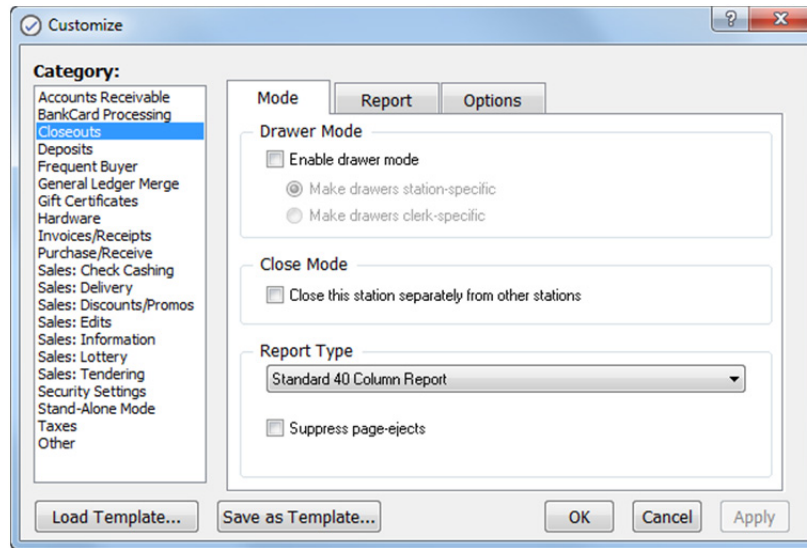 Customize
Category:
Accounts Receivable
BankCard Processing
Closeouts
Deposits
Frequent Buyer
General Ledger Merge
Gift Certificates
Hardware
Invoices/Receipts
Purchase/Receive
Sales: Check Cashing
Sales: Delivery
Sales: Discounts/Promos
Sales: Edits
Sales: Information
Sales: Lottery
Sales: Tendering
Security Settings
Stand-Alone Mode
Taxes
Other
Mode Report Options
Drawer Mode
Enable drawer mode
Make drawers station-specific
Make drawers clerk-specific
Close Mode
Close this station separately from other stations
Report Type
Standard 40 Column Report
Suppress page-ejects
Load Template... Save as Template... OK Cancel Apply